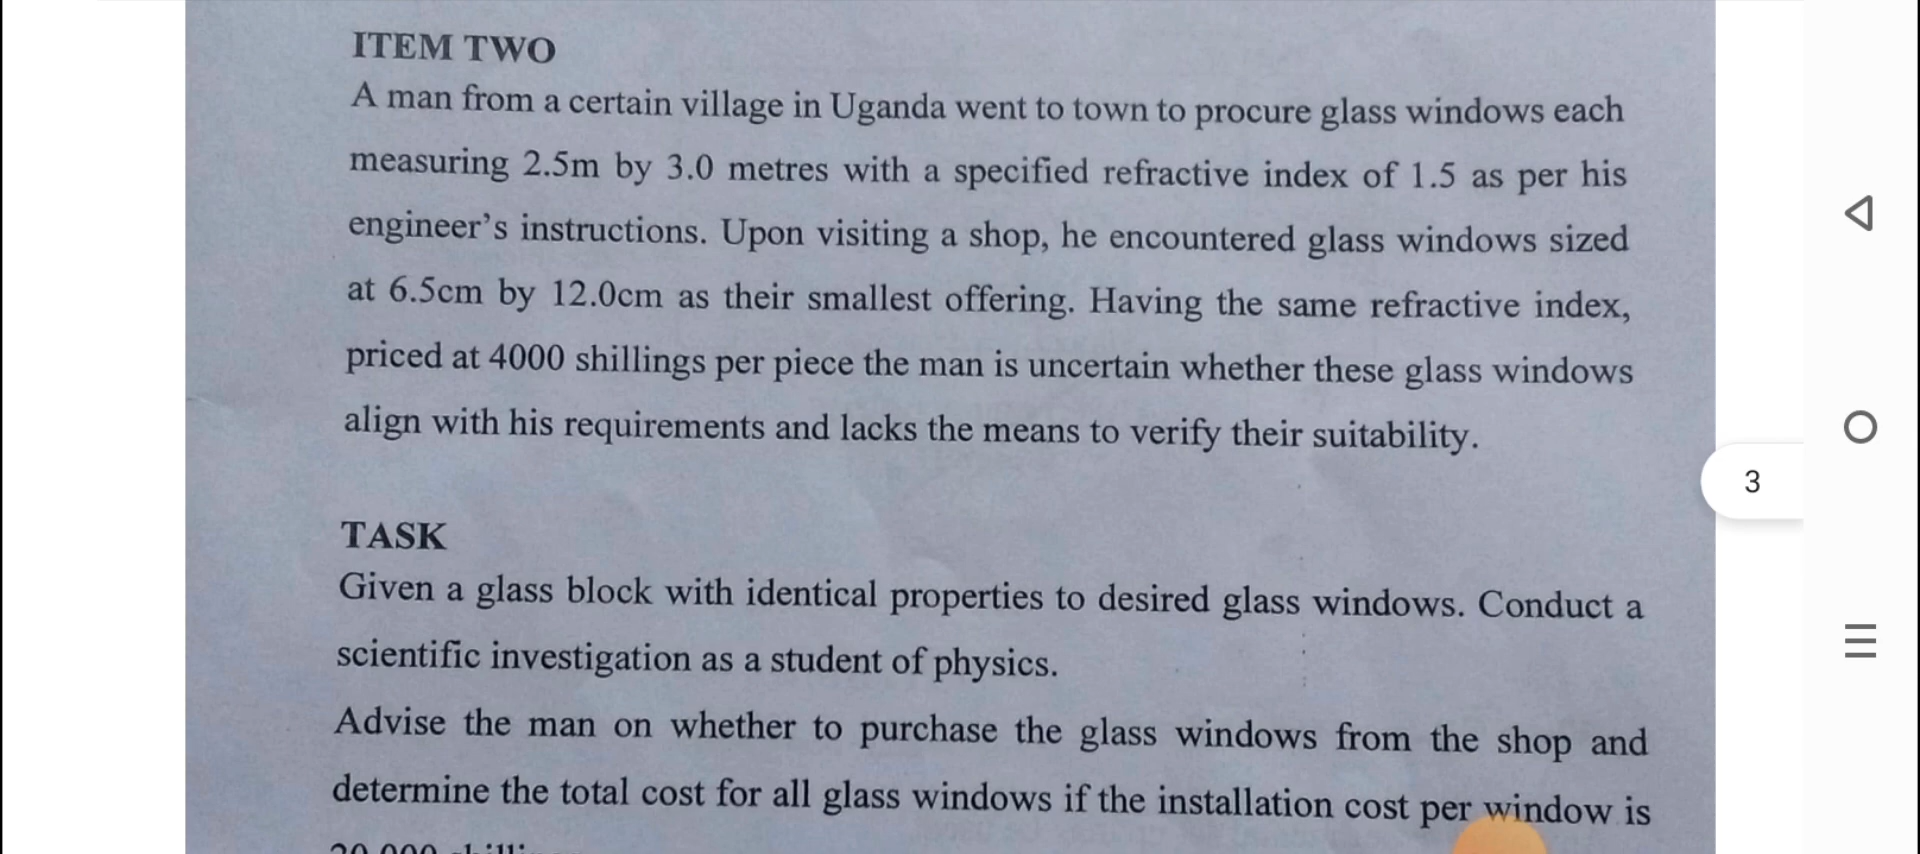 ITEM TWO
A man from a certain village in Uganda went to town to procure glass windows each
measuring 2.5m by 3.0 metres with a specified refractive index of 1.5 as per his
engineer's instructions. Upon visiting a shop, he encountered glass windows sized
at 6.5cm by 12.0cm as their smallest offering. Having the same refractive index,
priced at 4000 shillings per piece the man is uncertain whether these glass windows
align with his requirements and lacks the means to verify their suitability.
3
TASK
Given a glass block with identical properties to desired glass windows. Conduct a
scientific investigation as a student of physics.
Advise the man on whether to purchase the glass windows from the shop and
determine the total cost for all glass windows if the installation cost per window is